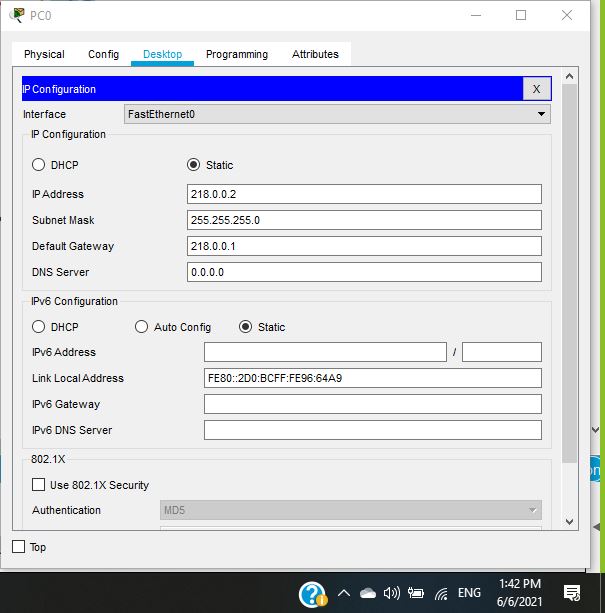 PC0
Physical Config Desktop Programming Attributes
IP Configuration X
Interface FastEthernet0
IP Configuration
DHCP Static
IP Address 218.0.0.2
Subnet Mask 255.255.255.0
Default Gateway 218.0.0.1
DNS Server 0.0.0.0
IPv6 Configuration
DHCP Auto Config Static
IPv6 Address /
Link Local Address FE80::2D0:BCFF:FE96:64A9
IPv6 Gateway
IPv6 DNS Server
802.1X
Use 802.1X Security
Authentication MD5
Top
ENG 1:42 PM
6/6/2021